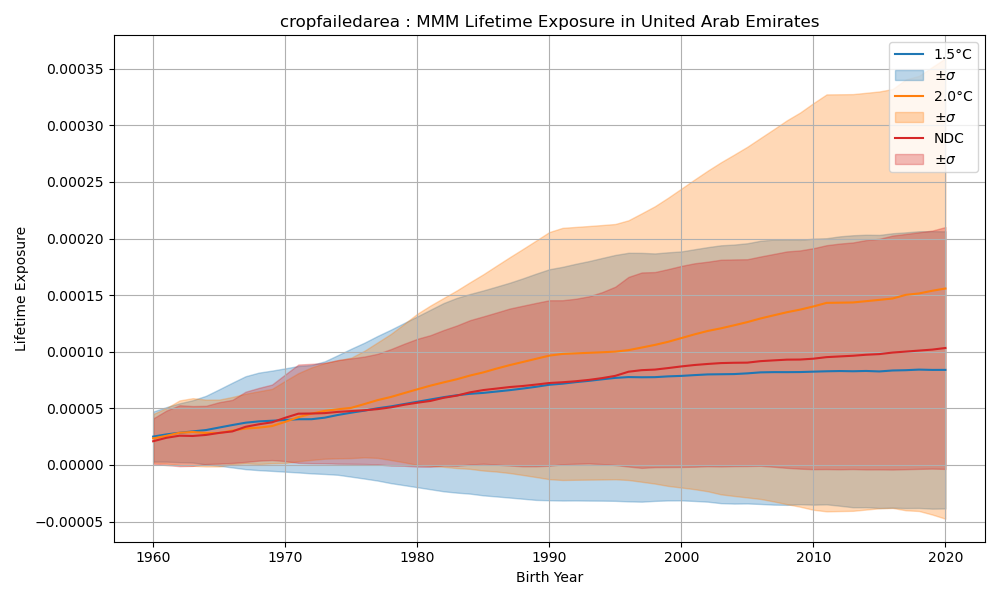 cropfailedarea : MMM Lifetime Exposure in United Arab Emirates
1.5°C
±σ
2.0°C
±σ
NDC
±σ
0.00035
0.00030
0.00025
0.00020
0.00015
0.00010
0.00005
0.00000
−0.00005
Lifetime Exposure
1960 1970 1980 1990 2000 2010 2020
Birth Year